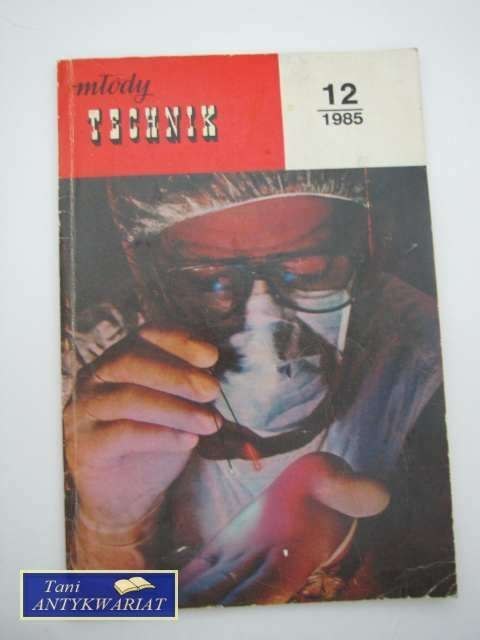 młody
TECHNIK
12
1985
Tani
ANTYKWARIAT